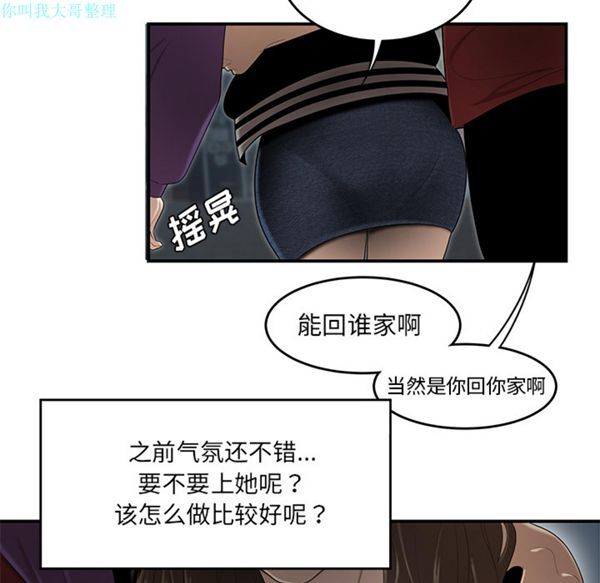 你叫我大哥整理
摇晃
能回谁家啊
当然是你回你家啊
之前气氛还不错...
要不要上她呢？
该怎么做比较好呢？